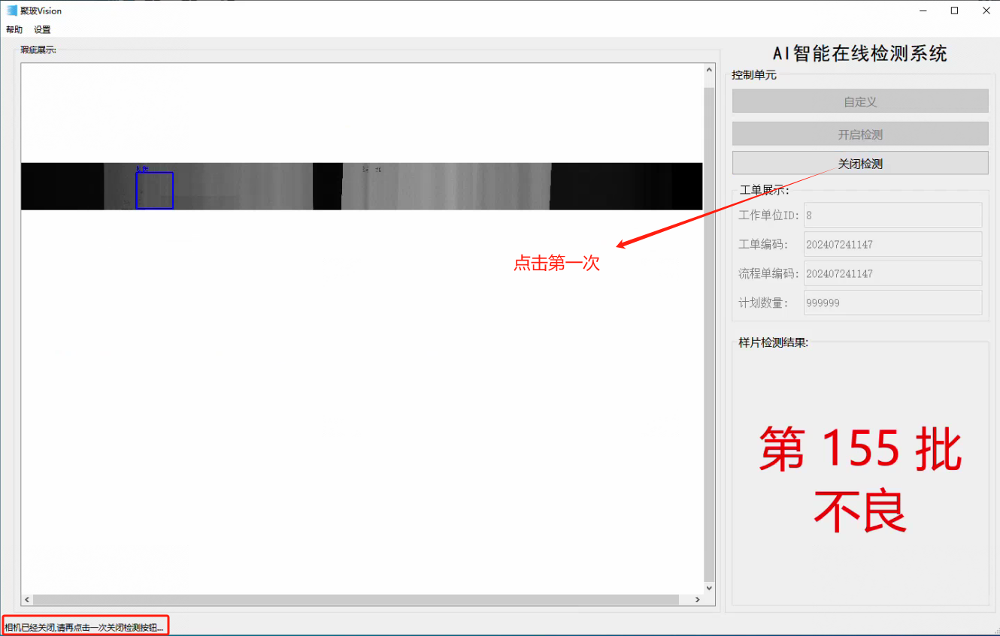 聚玻Vision
帮助 设置
瑕疵展示:
AI智能在线检测系统
控制单元
自定义
开启检测
关闭检测
点击第一次
工单展示:
工作单位ID: 8
工单编码: 202407241147
流程单编码: 202407241147
计划数量: 999999
样片检测结果:
第 155 批
不良
相机已经关闭,请再点击一次关闭检测按钮...